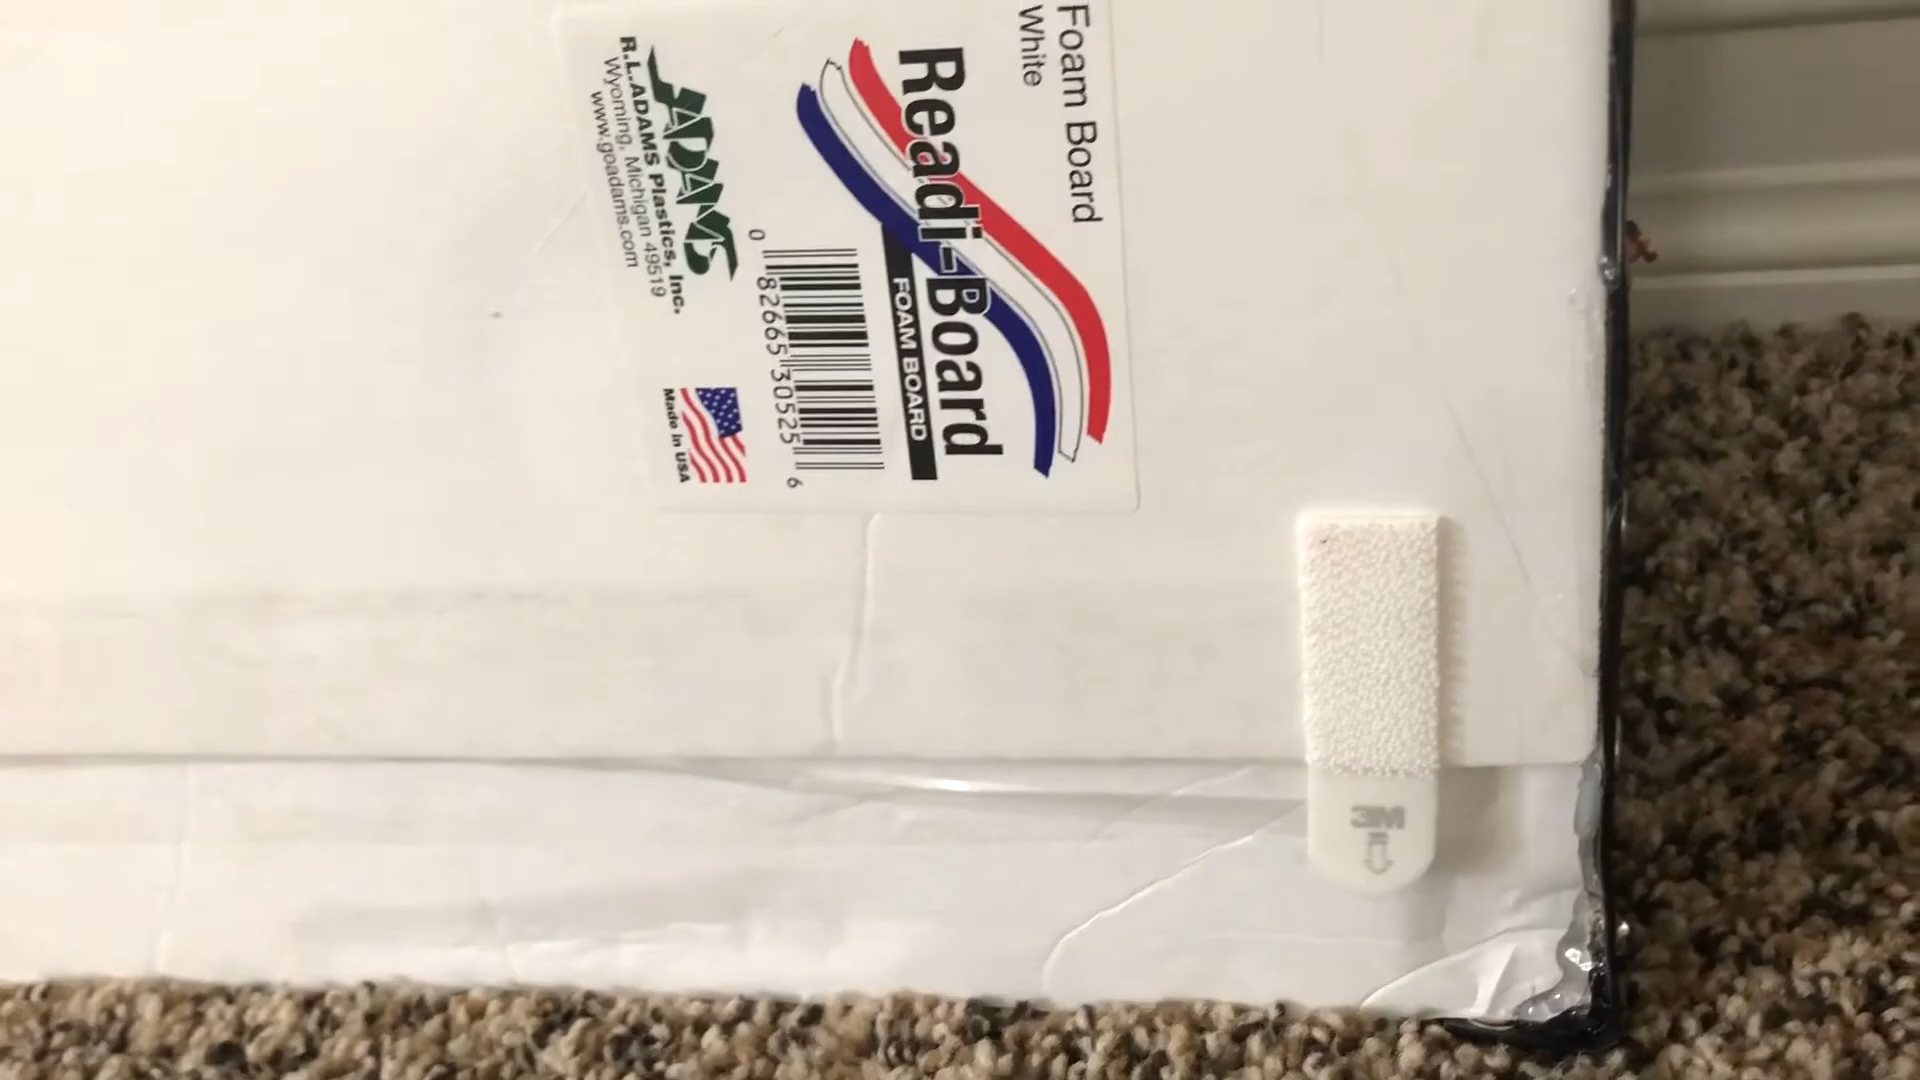 Foam Board
White
Readi-Board
FOAM BOARD
0 82665 30525 6
ADAMS
R.L.ADAMS Plastics, Inc.
Wyoming, Michigan 49519
www.goadams.com
Made in USA
3M